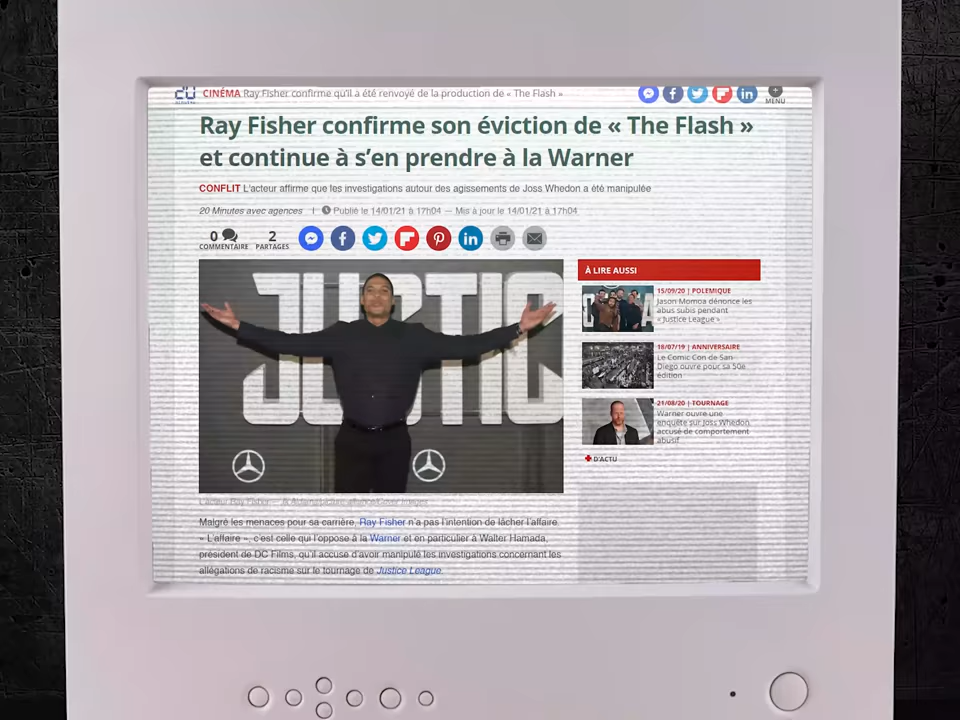 20
CINÉMA Ray Fisher confirme qu'il a été renvoyé de la production de « The Flash »
MENU
Ray Fisher confirme son éviction de « The Flash »
et continue à s'en prendre à la Warner
CONFLIT L'acteur affirme que les investigations autour des agissements de Joss Whedon a été manipulée
20 Minutes avec agences | Publié le 14/01/21 à 17h04 — Mis à jour le 14/01/21 à 17h04
0
COMMENTAIRE
2
PARTAGES
JUSTIC
À LIRE AUSSI
15/09/20 | POLEMIQUE
Jason Momoa dénonce les
abus subis pendant
« Justice League »
18/07/19 | ANNIVERSAIRE
Le Comic Con de San-
Diego ouvre pour sa 50e
édition
21/08/20 | TOURNAGE
Warner ouvre une
enquête sur Joss Whedon
accusé de comportement
abusif
D'ACTU
L'acteur Ray Fisher —
Malgré les menaces pour sa carrière, Ray Fisher n'a pas l'intention de lâcher l'affaire.
« L'affaire », c'est celle qui l'oppose à la Warner et en particulier à Walter Hamada,
président de DC Films, qu'il accuse d'avoir manipulé les investigations concernant les
allégations de racisme sur le tournage de Justice League.